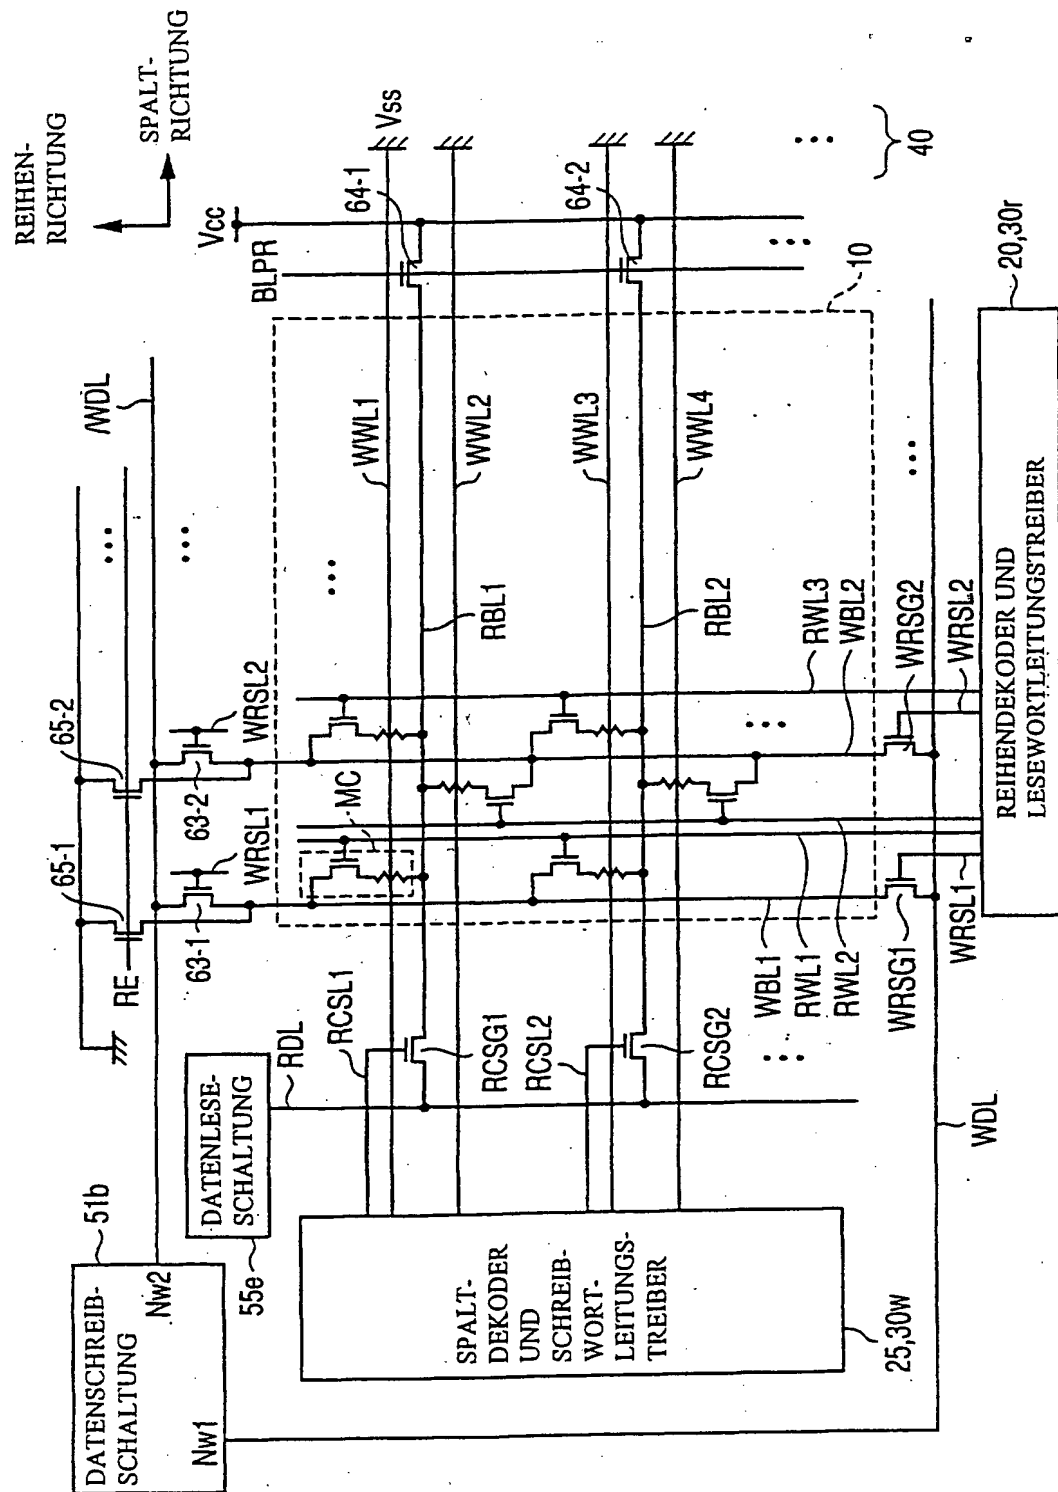 REIHEN-
RICHTUNG
SPALT-
RICHTUNG
DATENSCHREIB-
SCHALTUNG
51b
Nw2
Nw1
DATENLESE-
SCHALTUNG
55e
RDL
RE
65-1
65-2
63-1
63-2
WRSL1
WRSL2
/WDL
Vcc
BLPR
64-1
Vss
64-2
40
10
MC
RCSL1
RCSG1
RCSL2
RCSG2
WWL1
WWL2
WWL3
WWL4
RBL1
RBL2
SPALT-
DEKODER
UND
SCHREIB
WORT-
LEITUNGS-
TREIBER
25,30w
WBL1
RWL1
RWL2
RWL3
WBL2
WRSG1
WRSG2
WRSL1
WRSL2
WDL
REIHENDEKODER UND
LESEWORTLEITUNGSTREIBER
20,30r